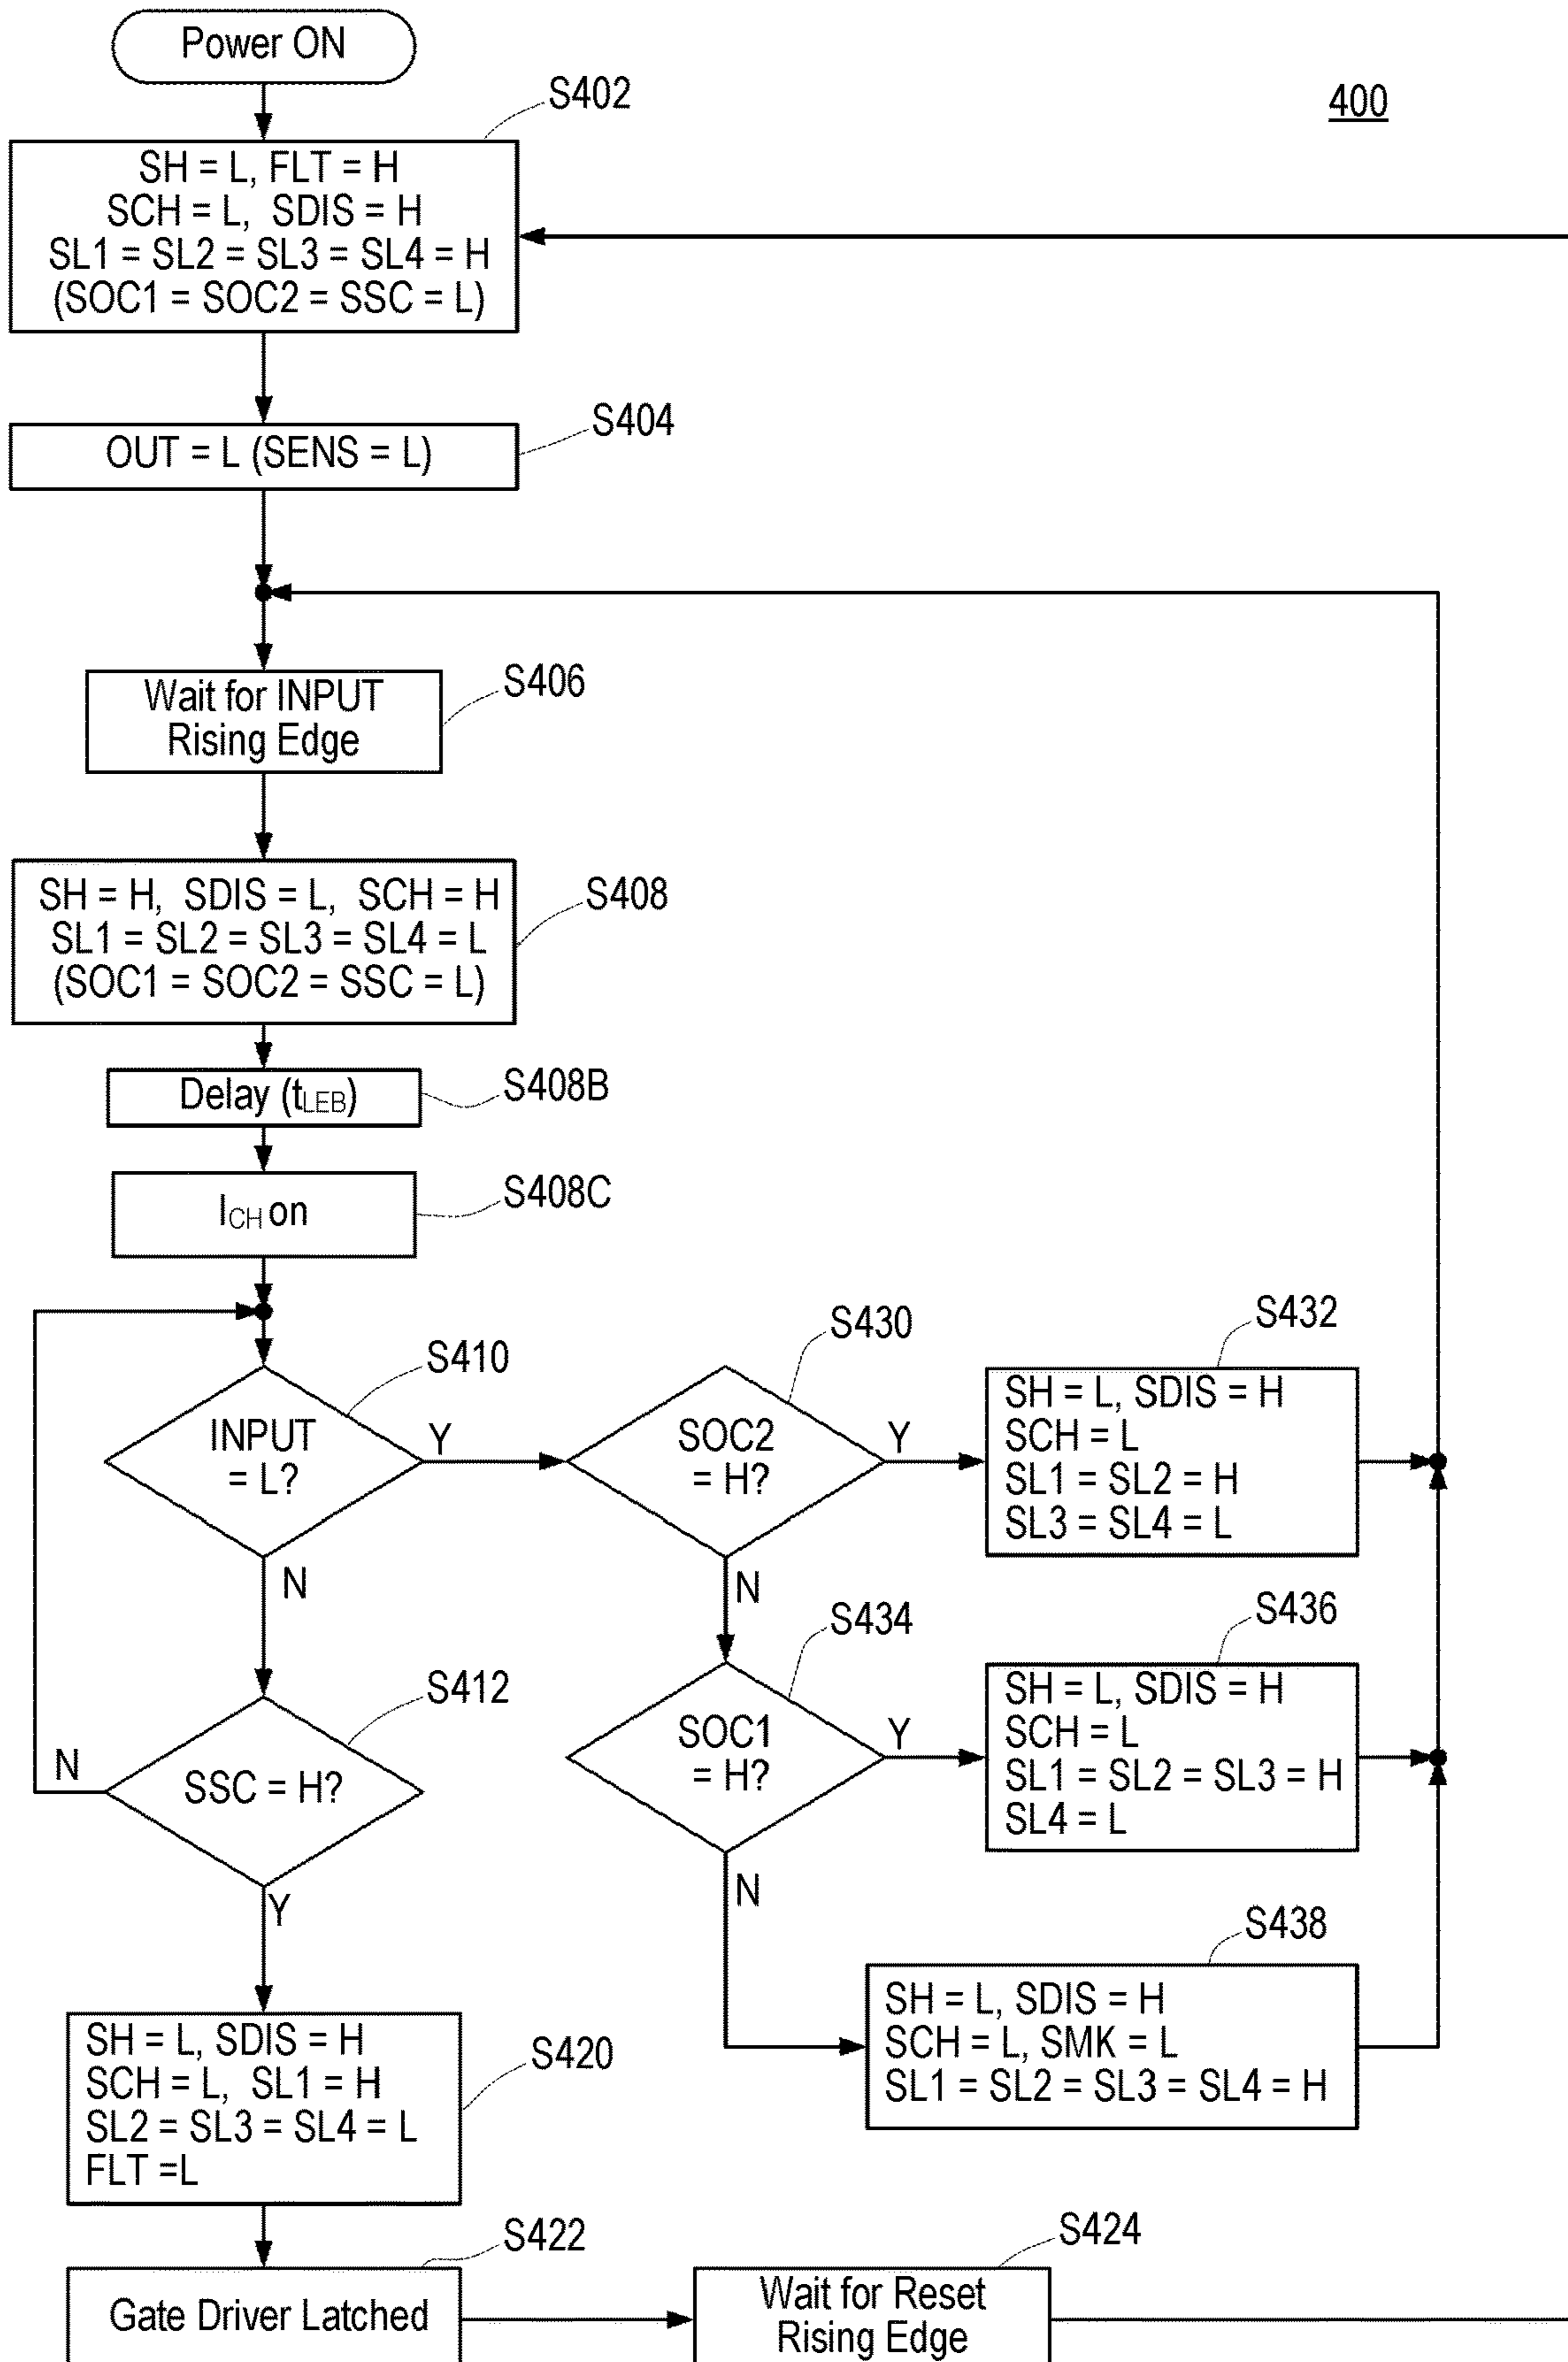 Power ON
S402
400
SH = L, FLT = H
SCH = L, SDIS = H
SL1 = SL2 = SL3 = SL4 = H
(SOC1 = SOC2 = SSC = L)
S404
OUT = L (SENS = L)
S406
Wait for INPUT
Rising Edge
S408
SH = H, SDIS = L, SCH = H
SL1 = SL2 = SL3 = SL4 = L
(SOC1 = SOC2 = SSC = L)
S408B
Delay (tLEB)
S408C
ICH on
S410
INPUT
= L?
Y
N
S430
SOC2
= H?
Y
N
S432
SH = L, SDIS = H
SCH = L
SL1 = SL2 = H
SL3 = SL4 = L
S412
SSC = H?
N
Y
S434
SOC1
= H?
Y
N
S436
SH = L, SDIS = H
SCH = L
SL1 = SL2 = SL3 = H
SL4 = L
S438
SH = L, SDIS = H
SCH = L, SMK = L
SL1 = SL2 = SL3 = SL4 = H
S420
SH = L, SDIS = H
SCH = L, SL1 = H
SL2 = SL3 = SL4 = L
FLT =L
S422
Gate Driver Latched
S424
Wait for Reset
Rising Edge